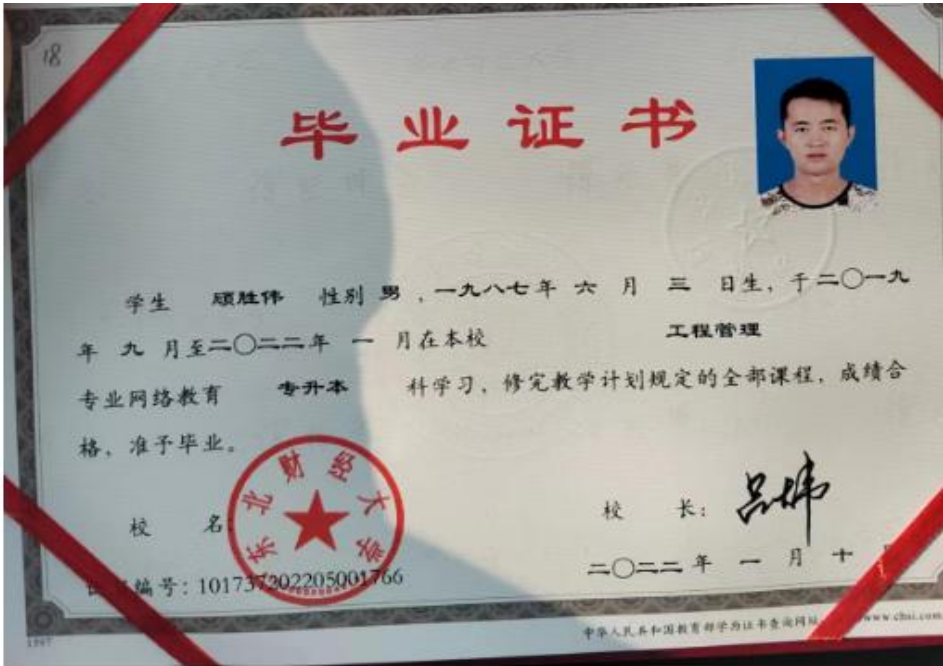 18
毕业证书
学生 顾胜伟 性别 男 ，一九八七年 六 月 三 日生，于二〇一九
年 九 月至二〇二二年 一 月在本校 工程管理
专业网络教育 专升本 科学习，修完教学计划规定的全部课程，成绩合
格，准予毕业。
东北财经大学
校 名：
校 长： 吕炜
编号：101737202205001766
二〇二二年 一 月 十
中华人民共和国教育部学历证书查询网址 www.chsi.com